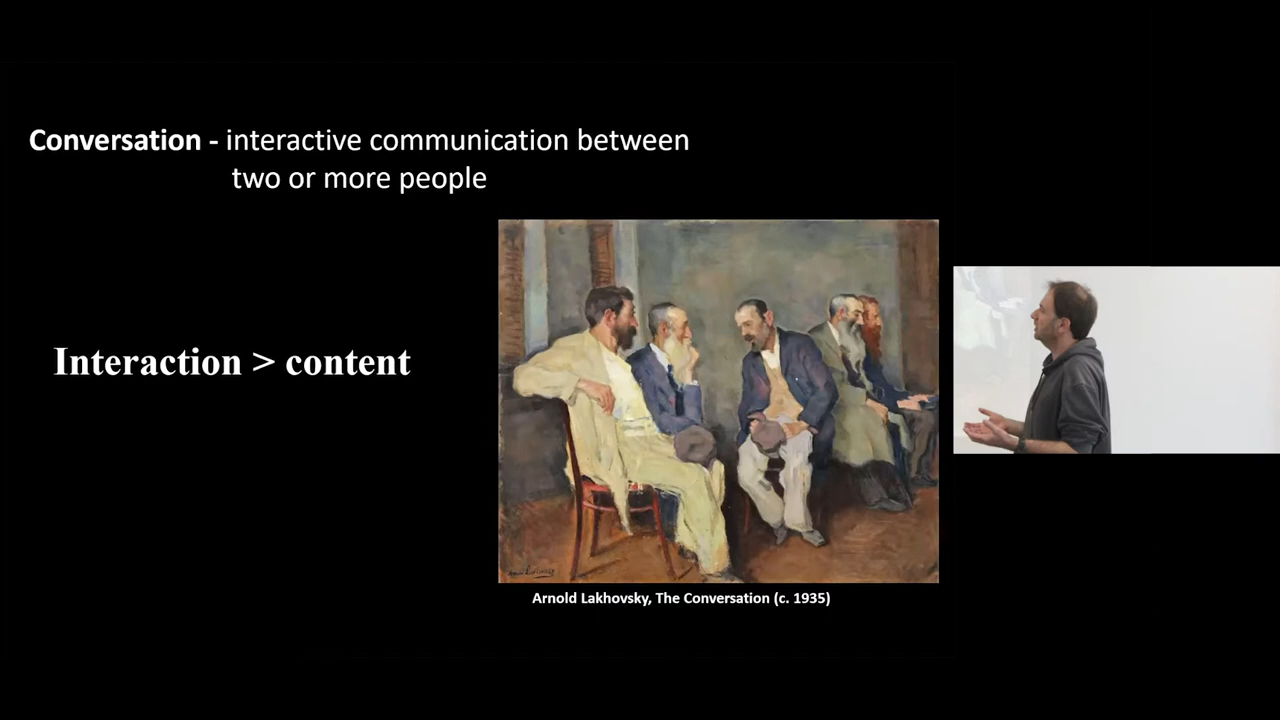 Conversation - interactive communication between
two or more people
Interaction > content
Arnold Lakhovsky, The Conversation (c. 1935)